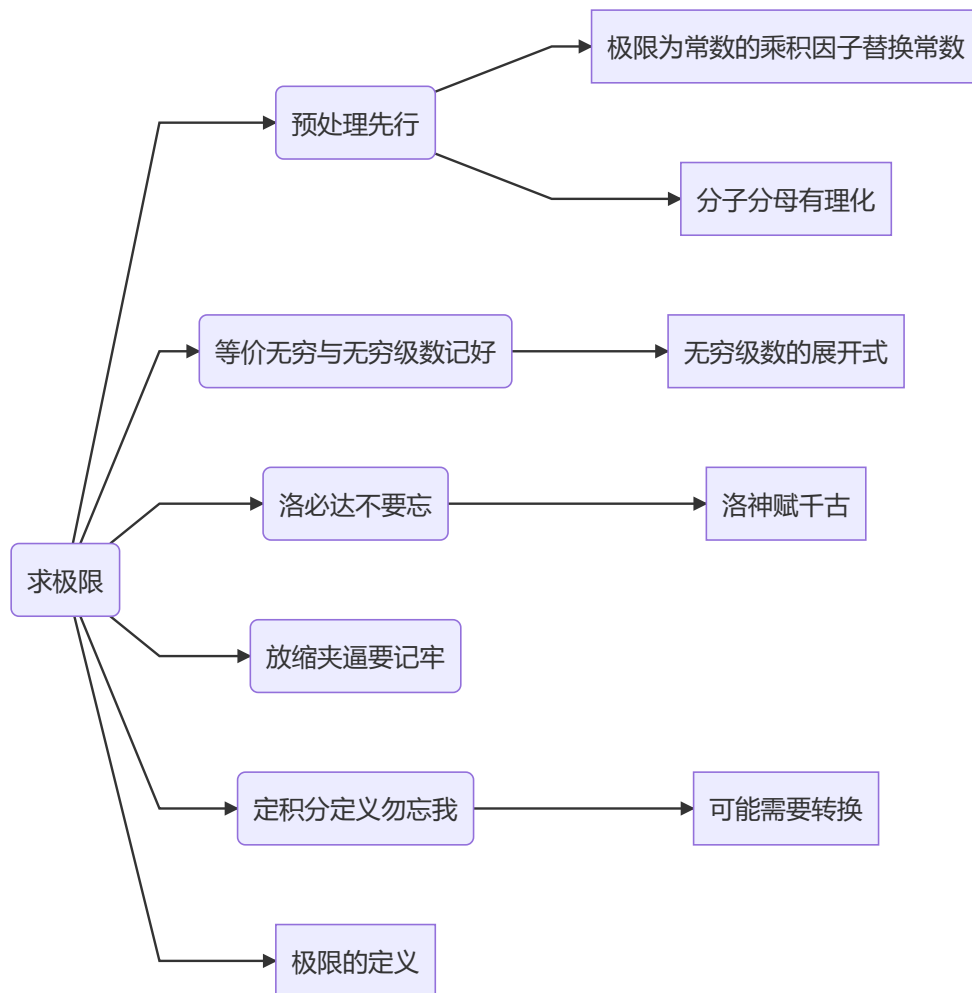 极限为常数的乘积因子替换常数
预处理先行
分子分母有理化
等价无穷与无穷级数记好
无穷级数的展开式
洛必达不要忘
洛神赋千古
求极限
放缩夹逼要记牢
定积分定义勿忘我
可能需要转换
极限的定义